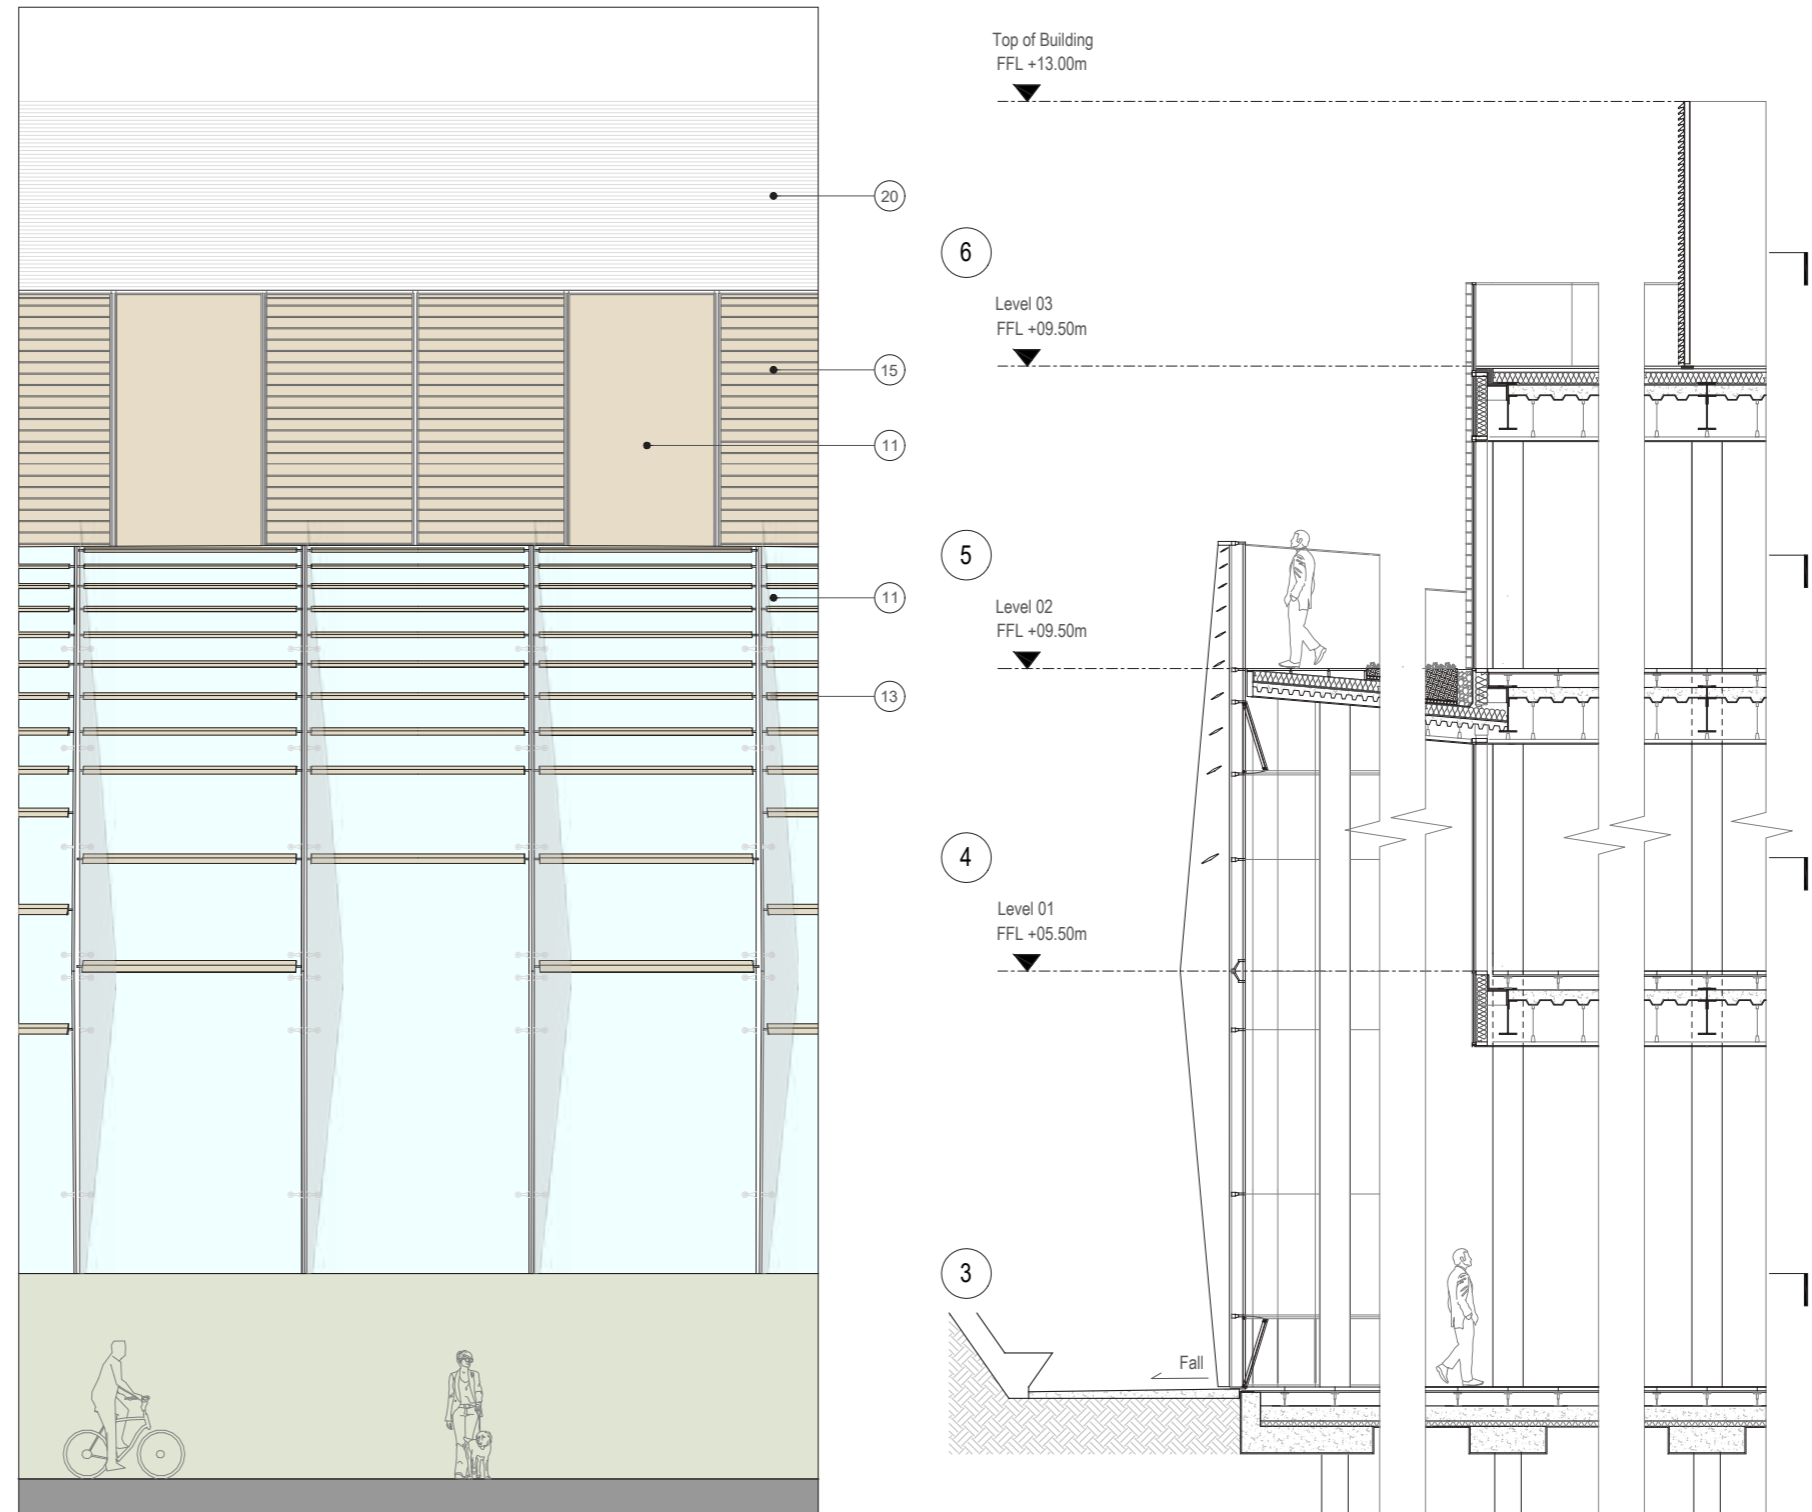 Top of Building
FFL +13.00m
20
6
Level 03
FFL +09.50m
15
11
5
11
Level 02
FFL +09.50m
13
4
Level 01
FFL +05.50m
3
Fall